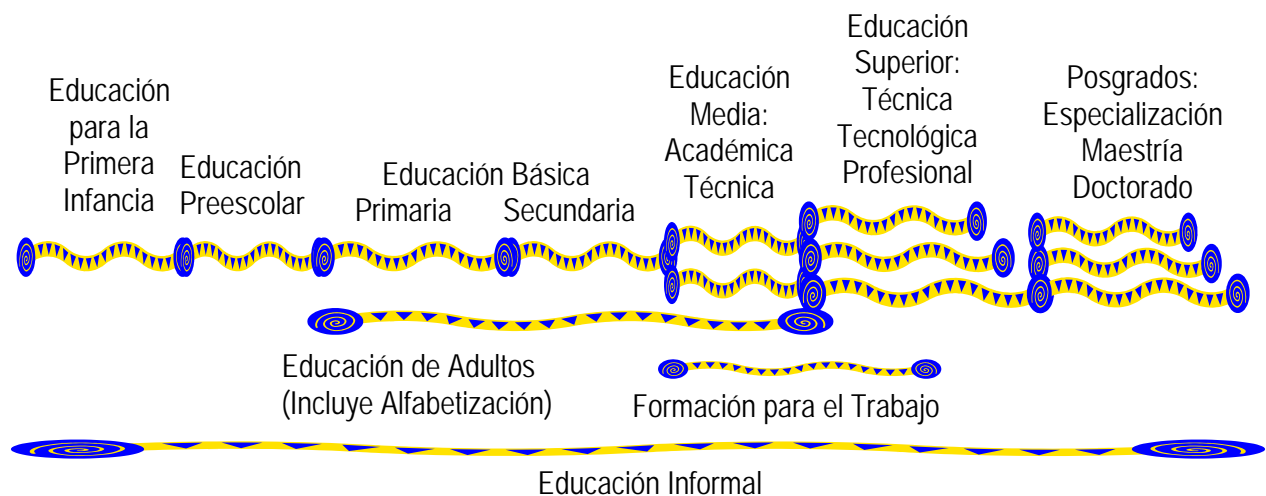 Educación
para la
Primera
Infancia
Educación
Preescolar
Educación Básica
Primaria Secundaria
Educación
Media:
Académica
Técnica
Educación
Superior:
Técnica
Tecnológica
Profesional
Posgrados:
Especialización
Maestría
Doctorado
Educación de Adultos
(Incluye Alfabetización)
Formación para el Trabajo
Educación Informal